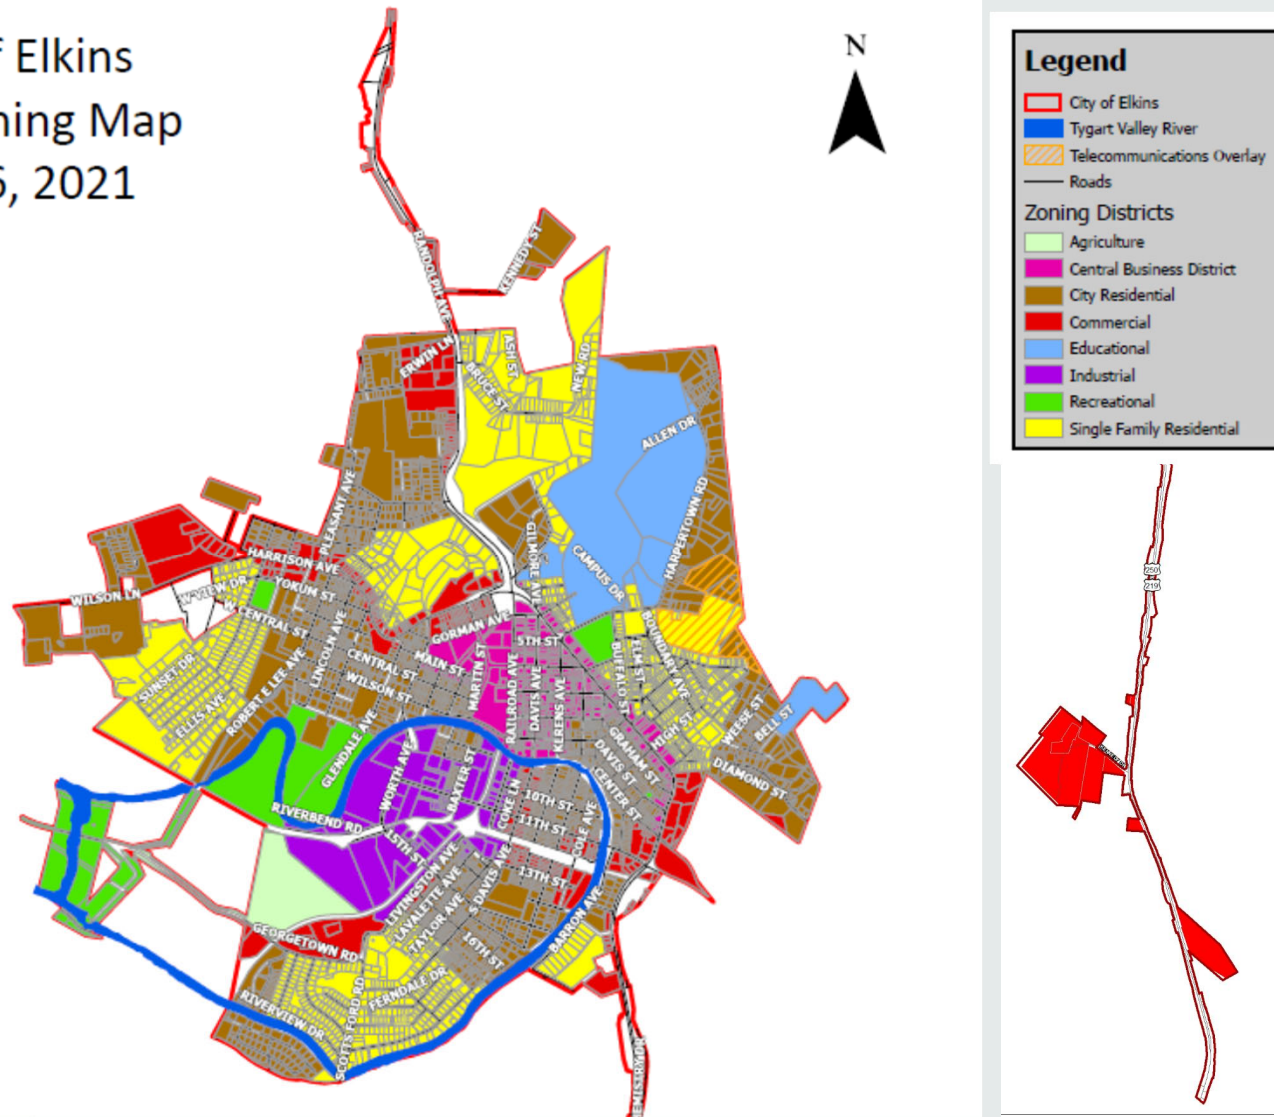 f Elkins
ning Map
6, 2021
N
Legend
City of Elkins
Tygart Valley River
Telecommunications Overlay
Roads
Zoning Districts
Agriculture
Central Business District
City Residential
Commercial
Educational
Industrial
Recreational
Single Family Residential
RANDOLPH AVE
KENNEDY ST
ERWIN LN
ASH ST
BRUCE ST
NEW RD
ALLEN DR
PLEASANT AVE
HARPERTOWN RD
GILMORE AVE
CAMPUS DR
HARRISON AVE
WILSON LN
W VIEW DR
YOKUM ST
W CENTRAL ST
LINCOLN AVE
GORMAN AVE
5TH ST
MAIN ST
CENTRAL ST
WILSON ST
MARTIN ST
RAILROAD AVE
DAVIS AVE
KERENS AVE
BUFFALO ST
ELM ST
BOUNDARY AVE
SUNSET DR
ELLIS AVE
ROBERT E LEE AVE
GLENDALE AVE
HIGH ST
WEESE ST
BELL ST
GRAHAM ST
DAVIS ST
CENTER ST
DIAMOND ST
WORTH AVE
BAXTER ST
COKE LN
10TH ST
11TH ST
COLE AVE
RIVERBEND RD
15TH ST
13TH ST
LIVINGSTON AVE
LAVALETTE AVE
TAYLOR AVE
DAVIS AVE
BARRON AVE
GEORGETOWN RD
16TH ST
FERNDALE DR
RIVERVIEW DR
SCOTTS FORD RD
EMISTRY DR
250
219